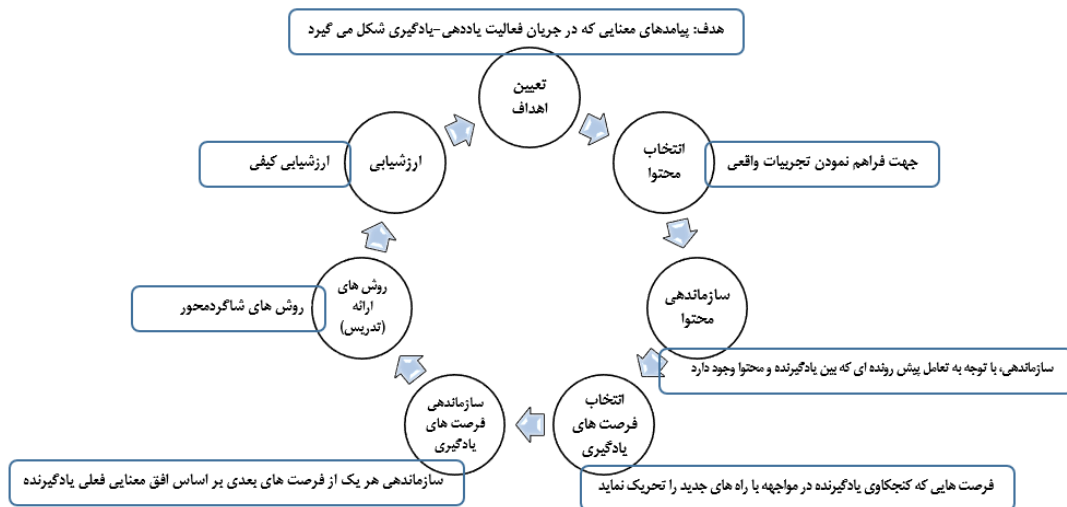 هدف: پیامدهای معنایی که در جریان فعالیت یاددهی-یادگیری شکل می گیرد
تعیین
اهداف
انتخاب
محتوا
جهت فراهم نمودن تجربیات واقعی
سازماندهی
محتوا
سازماندهی، با توجه به تعامل پیش رونده ای که بین یادگیرنده و محتوا وجود دارد
انتخاب
فرصت های
یادگیری
فرصت هایی که کنجکاوی یادگیرنده در مواجهه با راه های جدید را تحریک نماید
سازماندهی
فرصت های
یادگیری
سازماندهی هر یک از فرصت های بعدی بر اساس افق معنایی فعلی یادگیرنده
روش های
ارائه
(تدریس)
روش های شاگردمحور
ارزشیابی
ارزشیایی کیفی